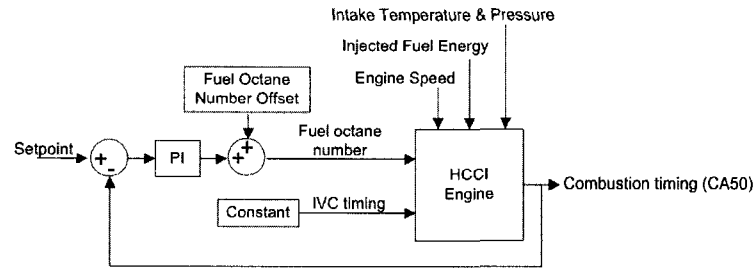 Intake Temperature & Pressure
Injected Fuel Energy
Engine Speed
Fuel Octane
Number Offset
Setpoint
+
-
PI
+
+
Fuel octane
number
HCCI
Engine
Combustion timing (CA50)
Constant
IVC timing